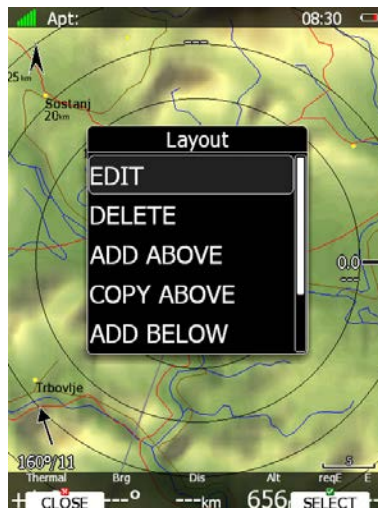 Apt: 08:30
---
25km
Šoštanj
20km
Layout
EDIT
DELETE
ADD ABOVE
COPY ABOVE
ADD BELOW
0.0
---
Trbovlje
160°/11
5
Thermal Brg Dis Alt reqE E
CLOSE ---° ---km 656 SELECT